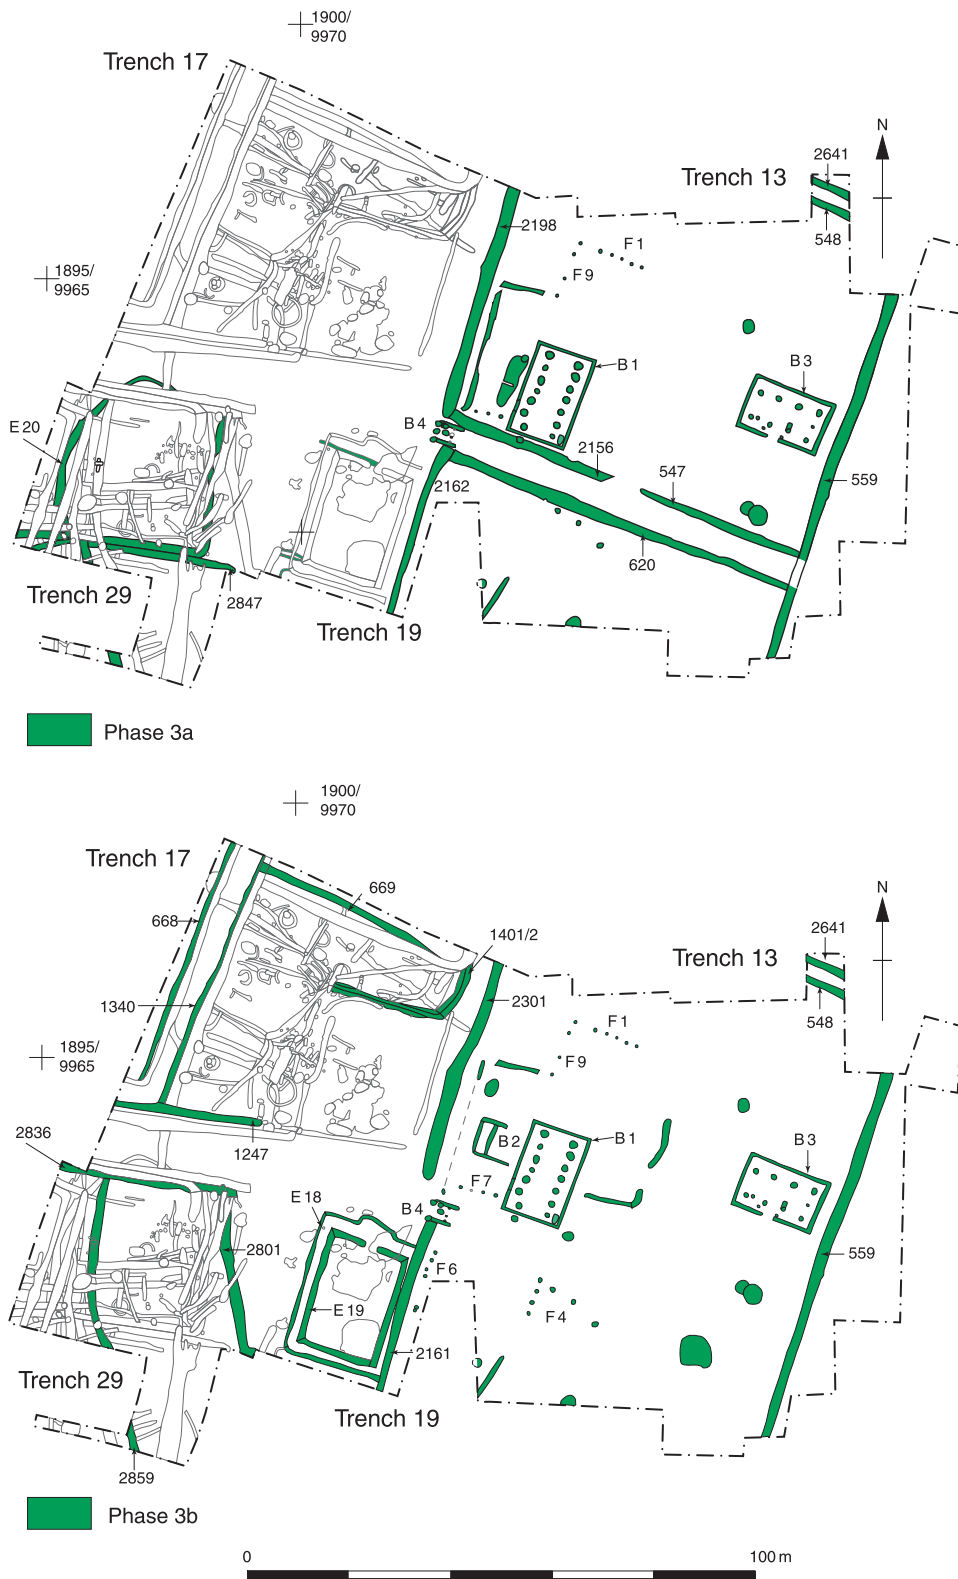 1900/
9970
Trench 17
N
2641
Trench 13
548
2198
F1
F9
1895/
9965
B1
B3
E20
B4
2156
547
559
2162
620
Trench 29
2847
Trench 19
Phase 3a
1900/
9970
Trench 17
669
N
668
1401/2
2641
Trench 13
2301
1340
548
F1
1895/
9965
F9
2836
1247
B2
B1
B3
F7
E18
B4
2801
559
F6
E19
F4
2161
Trench 29
Trench 19
2859
Phase 3b
0
100 m